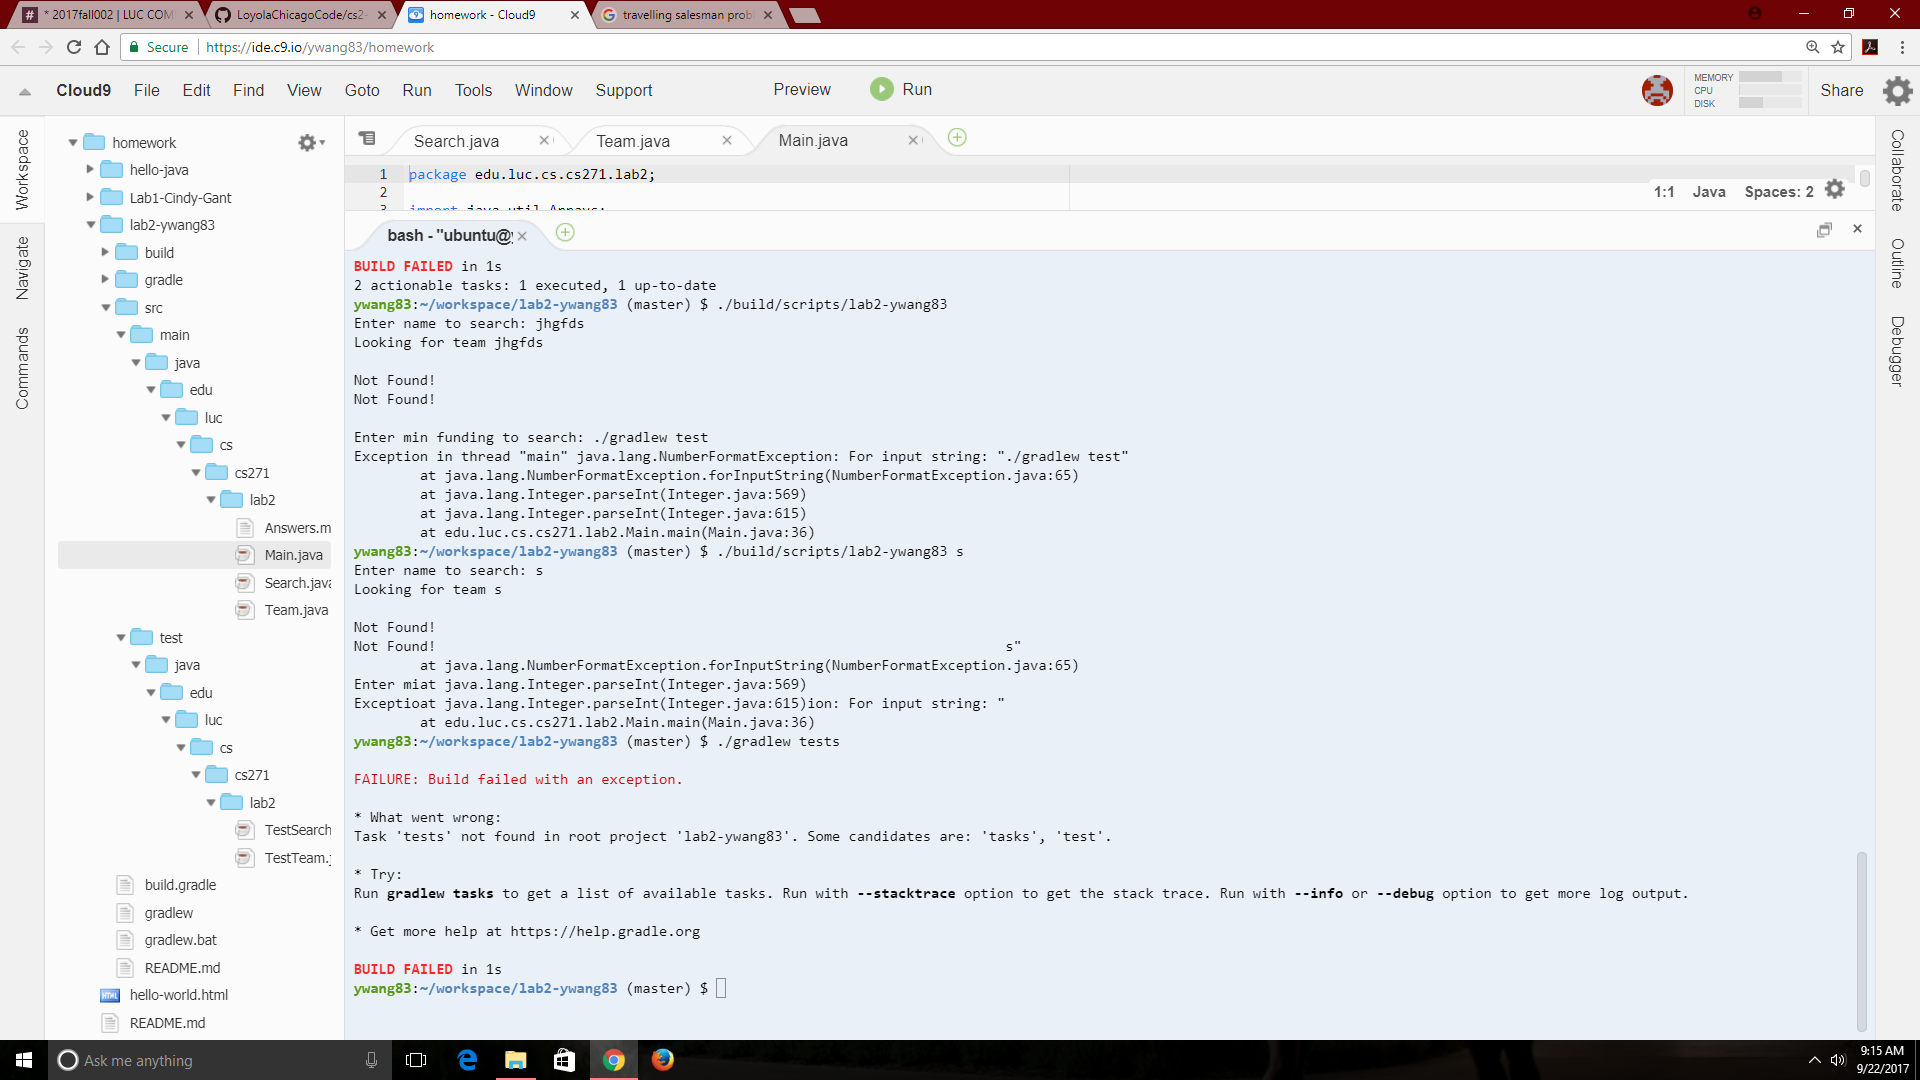 * 2017fall002 | LUC COM
LoyolaChicagoCode/cs2-
homework - Cloud9
travelling salesman prob
Secure https://ide.c9.io/ywang83/homework
Cloud9 File Edit Find View Goto Run Tools Window Support Preview Run
MEMORY
CPU
DISK
Share
Workspace
Navigate
Commands
homework
hello-java
Lab1-Cindy-Gant
lab2-ywang83
build
gradle
src
main
java
edu
luc
cs
cs271
lab2
Answers.m
Main.java
Search.java
Team.java
test
java
edu
luc
cs
cs271
lab2
TestSearch
TestTeam.j
build.gradle
gradlew
gradlew.bat
README.md
hello-world.html
README.md
Search.java Team.java Main.java
1 package edu.luc.cs.cs271.lab2;
2
3 import java.util.Arrays;
1:1 Java Spaces: 2
bash - "ubuntu@y
BUILD FAILED in 1s
2 actionable tasks: 1 executed, 1 up-to-date
ywang83:~/workspace/lab2-ywang83 (master) $ ./build/scripts/lab2-ywang83
Enter name to search: jhgfds
Looking for team jhgfds
Not Found!
Not Found!
Enter min funding to search: ./gradlew test
Exception in thread "main" java.lang.NumberFormatException: For input string: "./gradlew test"
at java.lang.NumberFormatException.forInputString(NumberFormatException.java:65)
at java.lang.Integer.parseInt(Integer.java:569)
at java.lang.Integer.parseInt(Integer.java:615)
at edu.luc.cs.cs271.lab2.Main.main(Main.java:36)
ywang83:~/workspace/lab2-ywang83 (master) $ ./build/scripts/lab2-ywang83 s
Enter name to search: s
Looking for team s
Not Found!
Not Found! s"
at java.lang.NumberFormatException.forInputString(NumberFormatException.java:65)
Enter miat java.lang.Integer.parseInt(Integer.java:569)
Exceptioat java.lang.Integer.parseInt(Integer.java:615)ion: For input string: "
at edu.luc.cs.cs271.lab2.Main.main(Main.java:36)
ywang83:~/workspace/lab2-ywang83 (master) $ ./gradlew tests
FAILURE: Build failed with an exception.
* What went wrong:
Task 'tests' not found in root project 'lab2-ywang83'. Some candidates are: 'tasks', 'test'.
* Try:
Run gradlew tasks to get a list of available tasks. Run with --stacktrace option to get the stack trace. Run with --info or --debug option to get more log output.
* Get more help at https://help.gradle.org
BUILD FAILED in 1s
ywang83:~/workspace/lab2-ywang83 (master) $
Collaborate
Outline
Debugger
Ask me anything
9:15 AM
9/22/2017